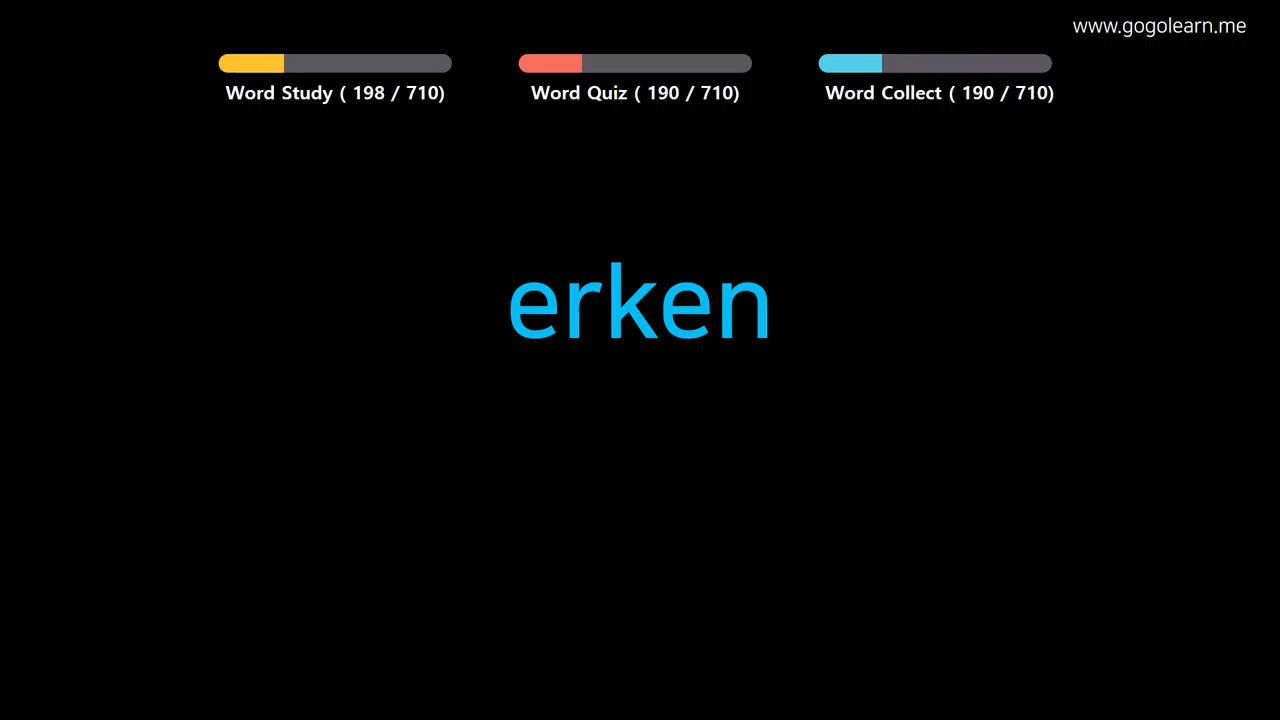 www.gogolearn.me
Word Study ( 198 / 710)
Word Quiz ( 190 / 710)
Word Collect ( 190 / 710)
erken